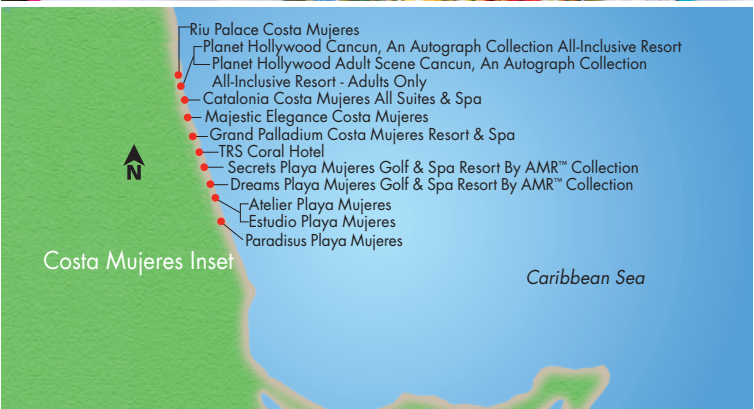 Riu Palace Costa Mujeres
Planet Hollywood Cancun, An Autograph Collection All-Inclusive Resort
Planet Hollywood Adult Scene Cancun, An Autograph Collection
All-Inclusive Resort - Adults Only
Catalonia Costa Mujeres All Suites & Spa
Majestic Elegance Costa Mujeres
Grand Palladium Costa Mujeres Resort & Spa
TRS Coral Hotel
N
Secrets Playa Mujeres Golf & Spa Resort By AMR™ Collection
Dreams Playa Mujeres Golf & Spa Resort By AMR™ Collection
Atelier Playa Mujeres
Estudio Playa Mujeres
Paradisus Playa Mujeres
Costa Mujeres Inset
Caribbean Sea